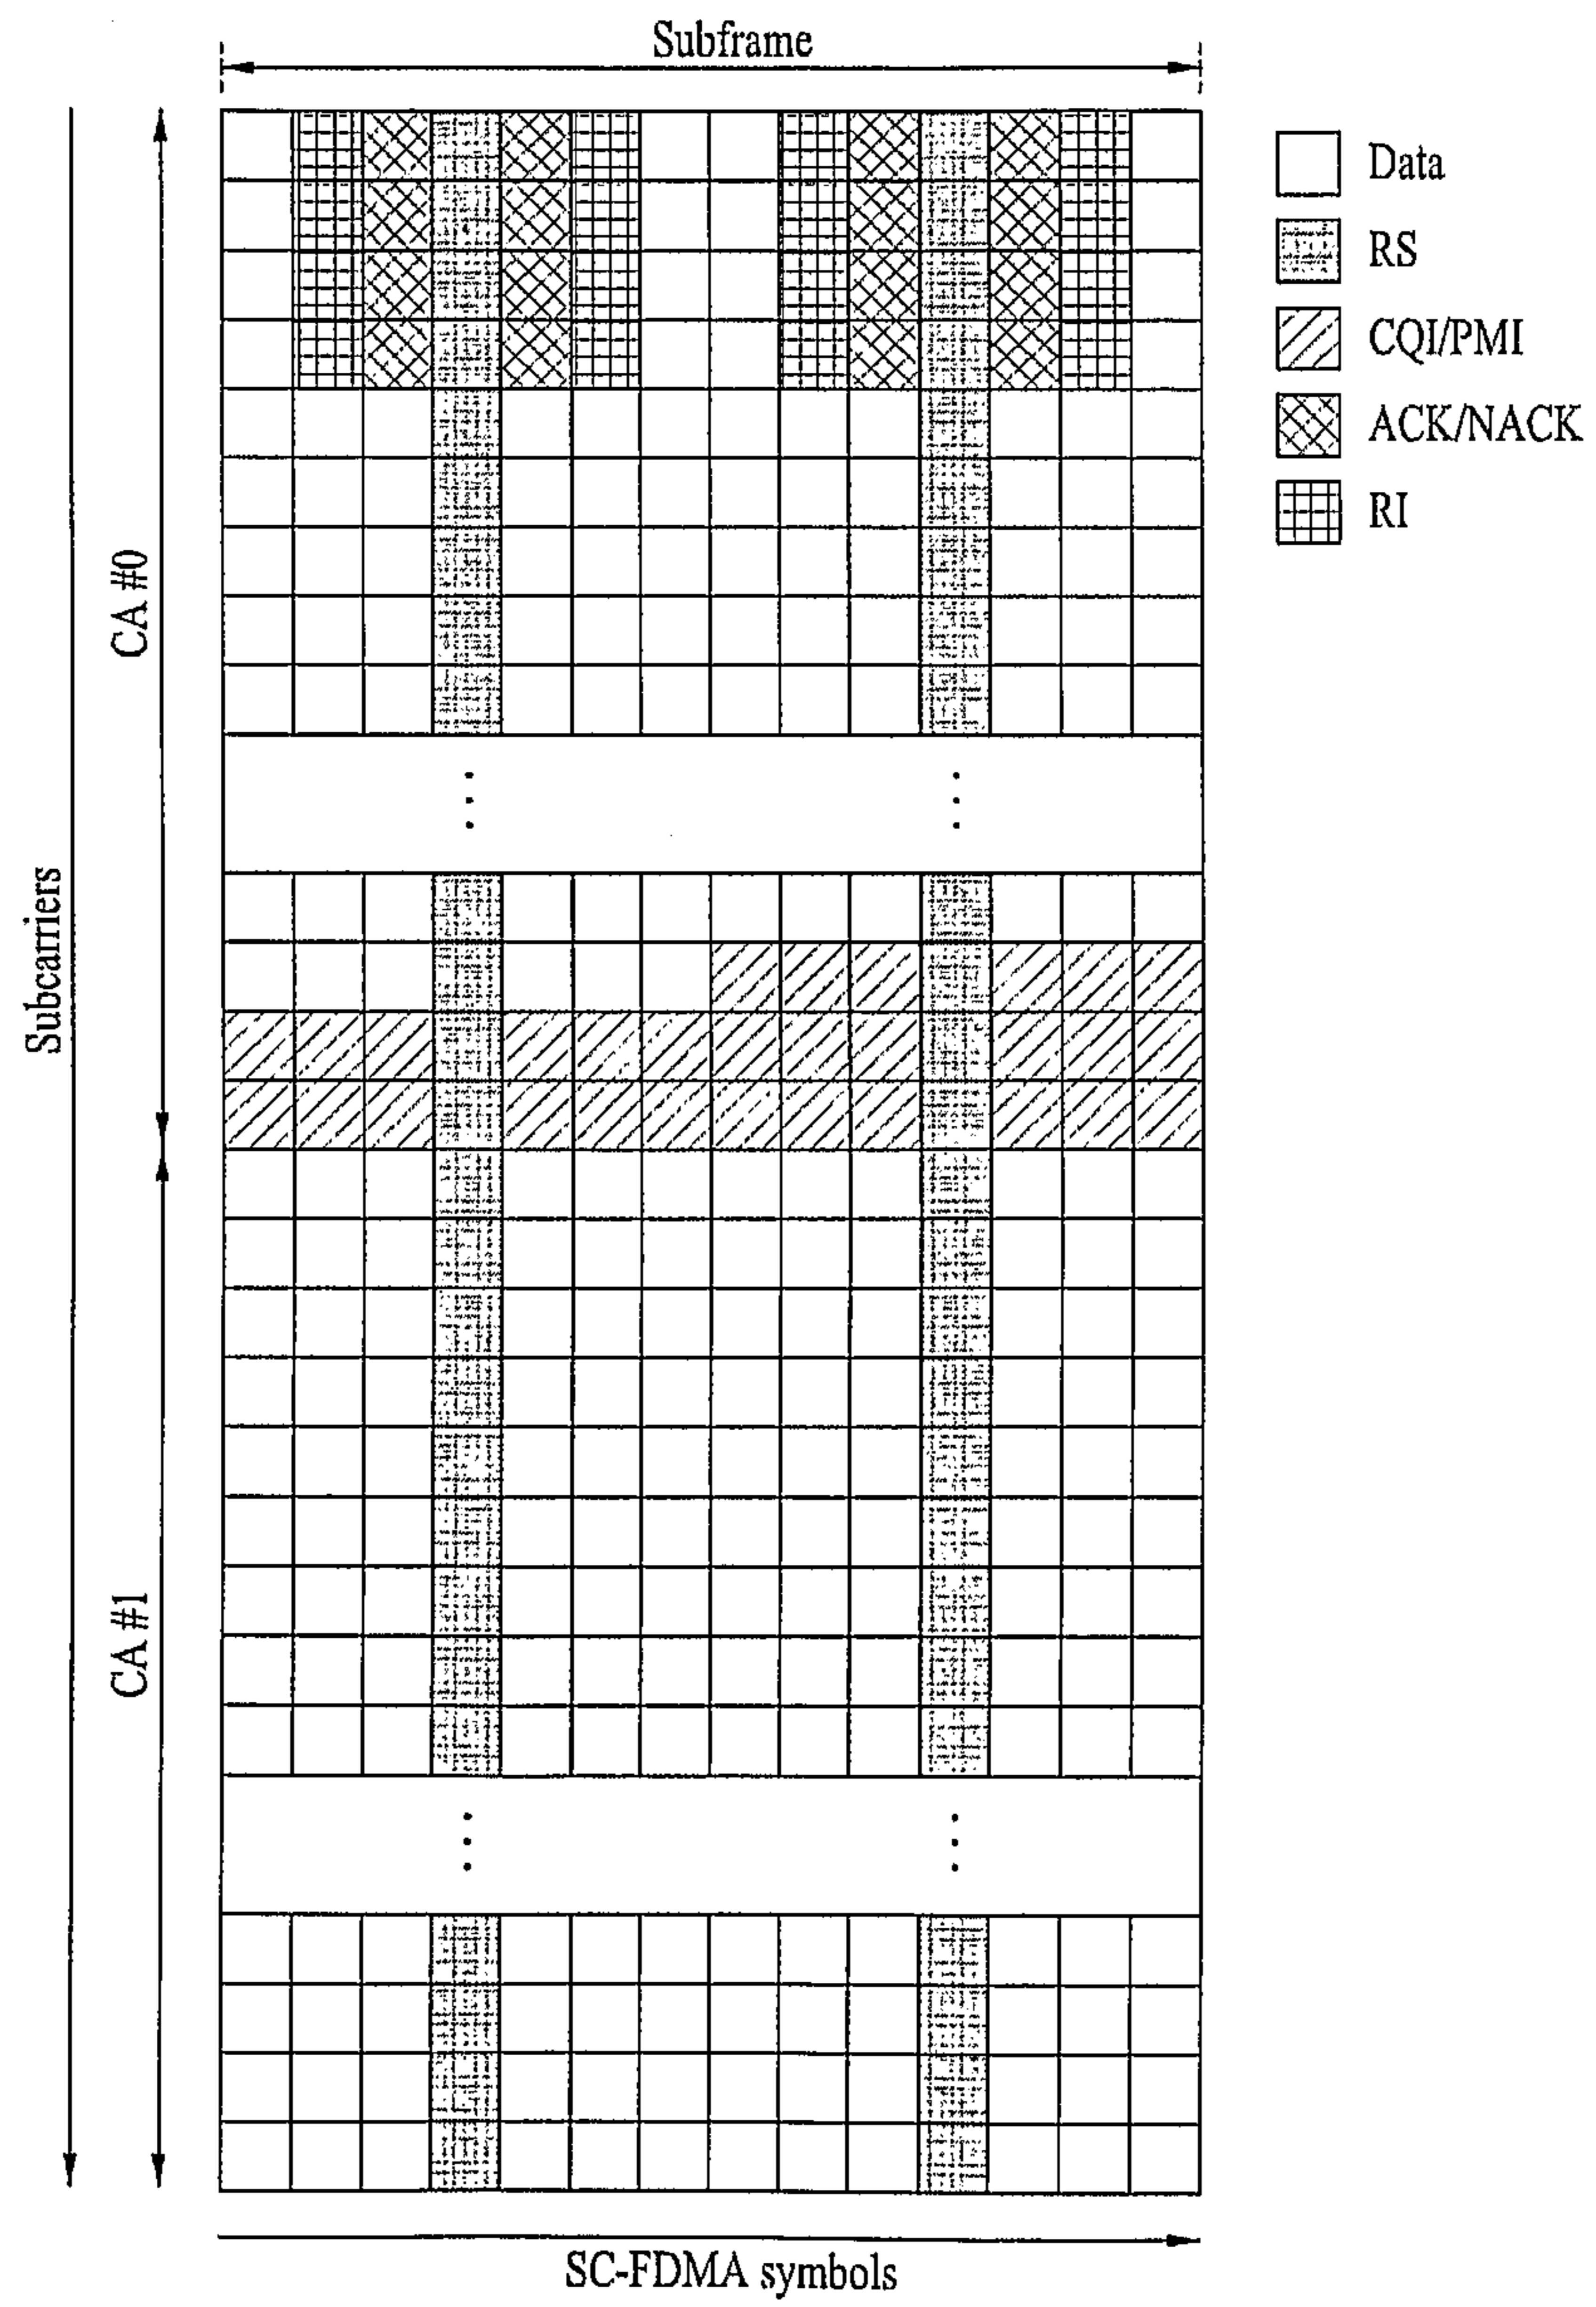 Subframe
Data
RS
CQI/PMI
ACK/NACK
RI
Subcarriers
CA #0
CA #1
SC-FDMA symbols